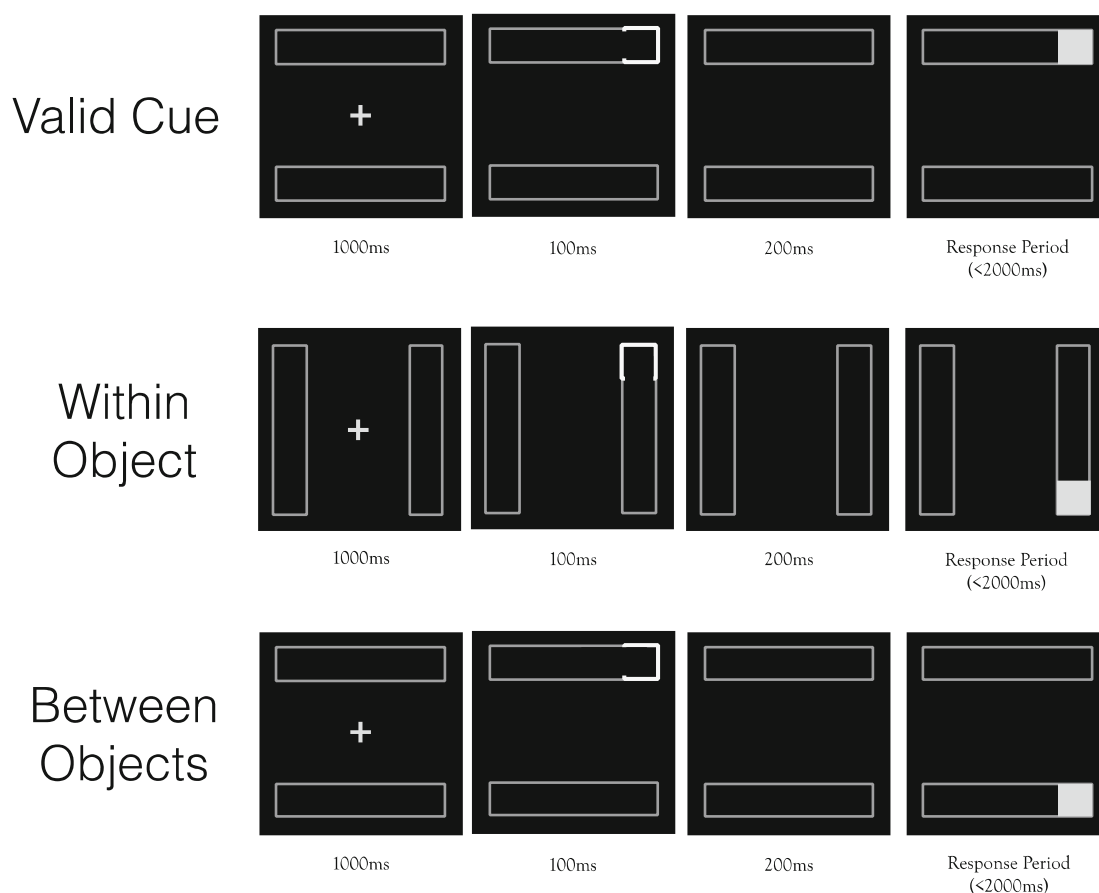 Valid Cue
1000ms
100ms
200ms
Response Period
(<2000ms)
Within
Object
1000ms
100ms
200ms
Response Period
(<2000ms)
Between
Objects
1000ms
100ms
200ms
Response Period
(<2000ms)